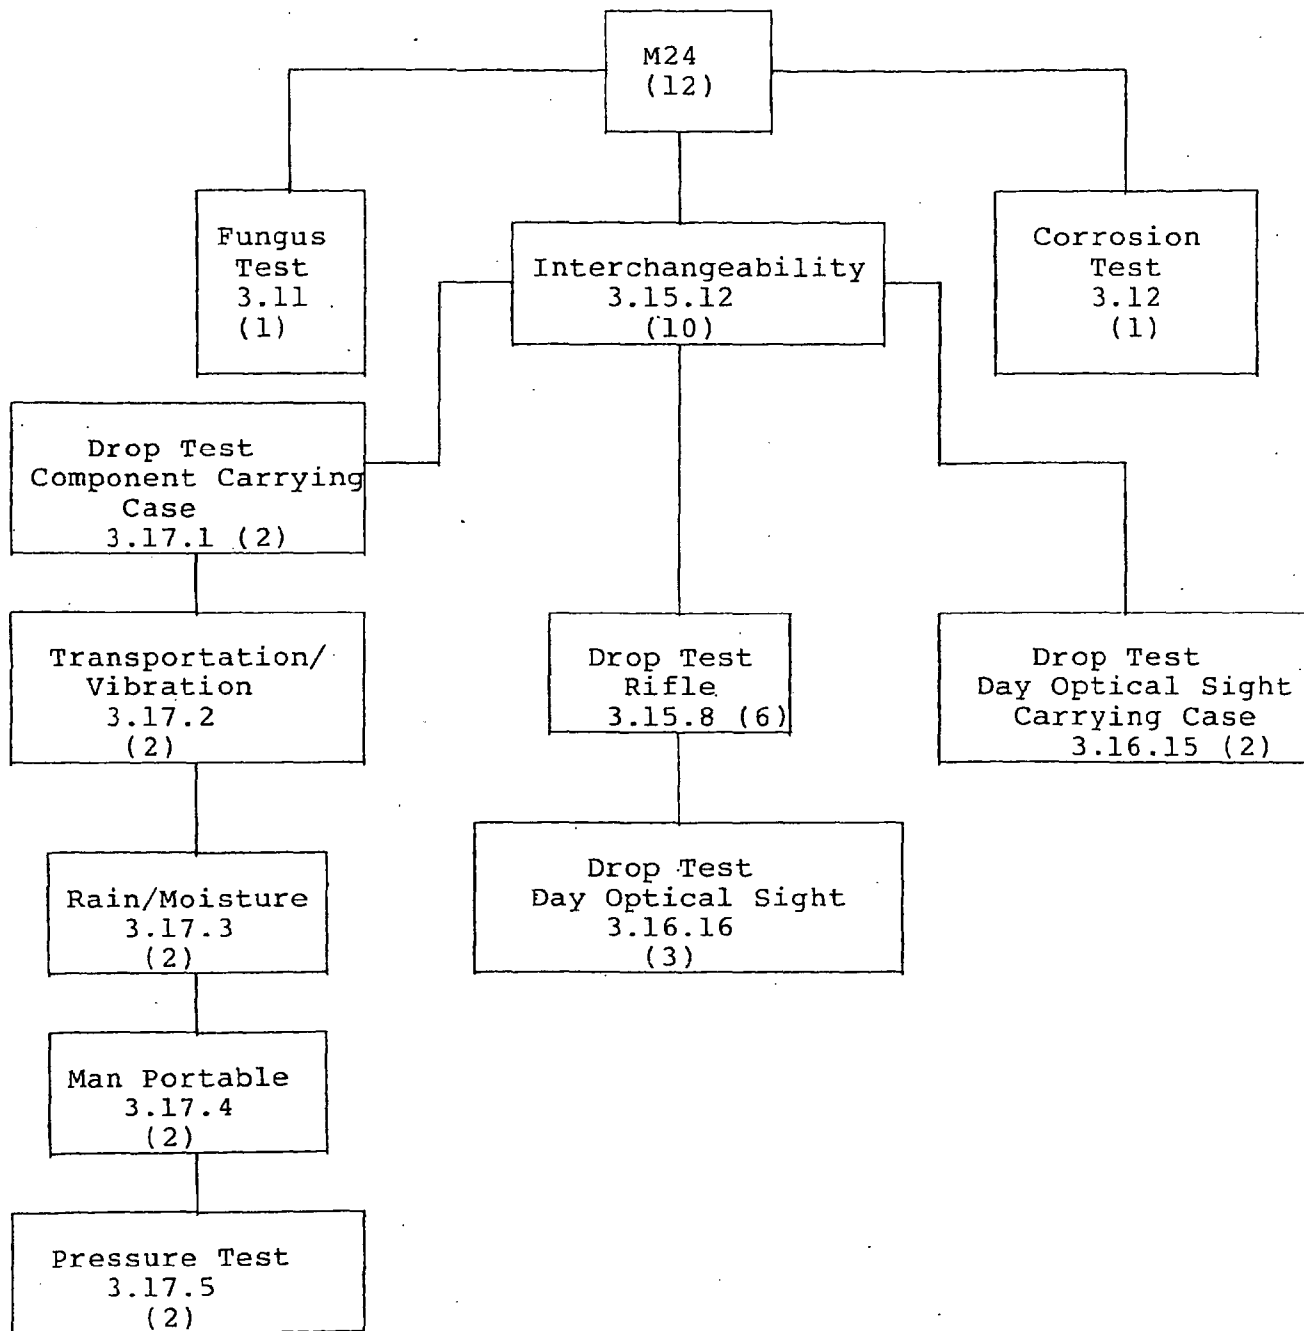 M24
(12)
Fungus
Test
3.11
(1)
Interchangeability
3.15.12
(10)
Corrosion
Test
3.12
(1)
Drop Test
Component Carrying
Case
3.17.1 (2)
Transportation/
Vibration
3.17.2
(2)
Drop Test
Rifle
3.15.8 (6)
Drop Test
Day Optical Sight
Carrying Case
3.16.15 (2)
Rain/Moisture
3.17.3
(2)
Drop Test
Day Optical Sight
3.16.16
(3)
Man Portable
3.17.4
(2)
Pressure Test
3.17.5
(2)